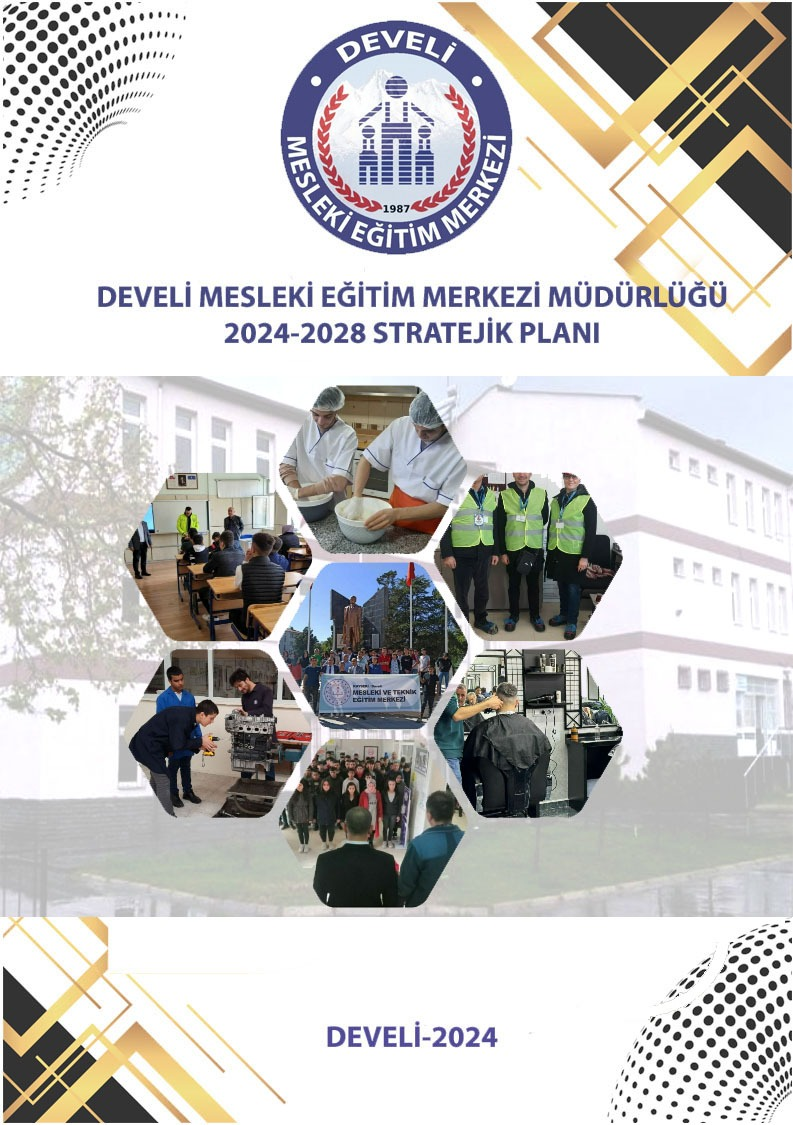 DEVELİ
MESLEKİ EĞİTİM MERKEZİ
1987
DEVELİ MESLEKİ EĞİTİM MERKEZİ MÜDÜRLÜĞÜ
2024-2028 STRATEJİK PLANI
MESLEKİ VE TEKNİK
EĞİTİM MERKEZİ
DEVELİ-2024